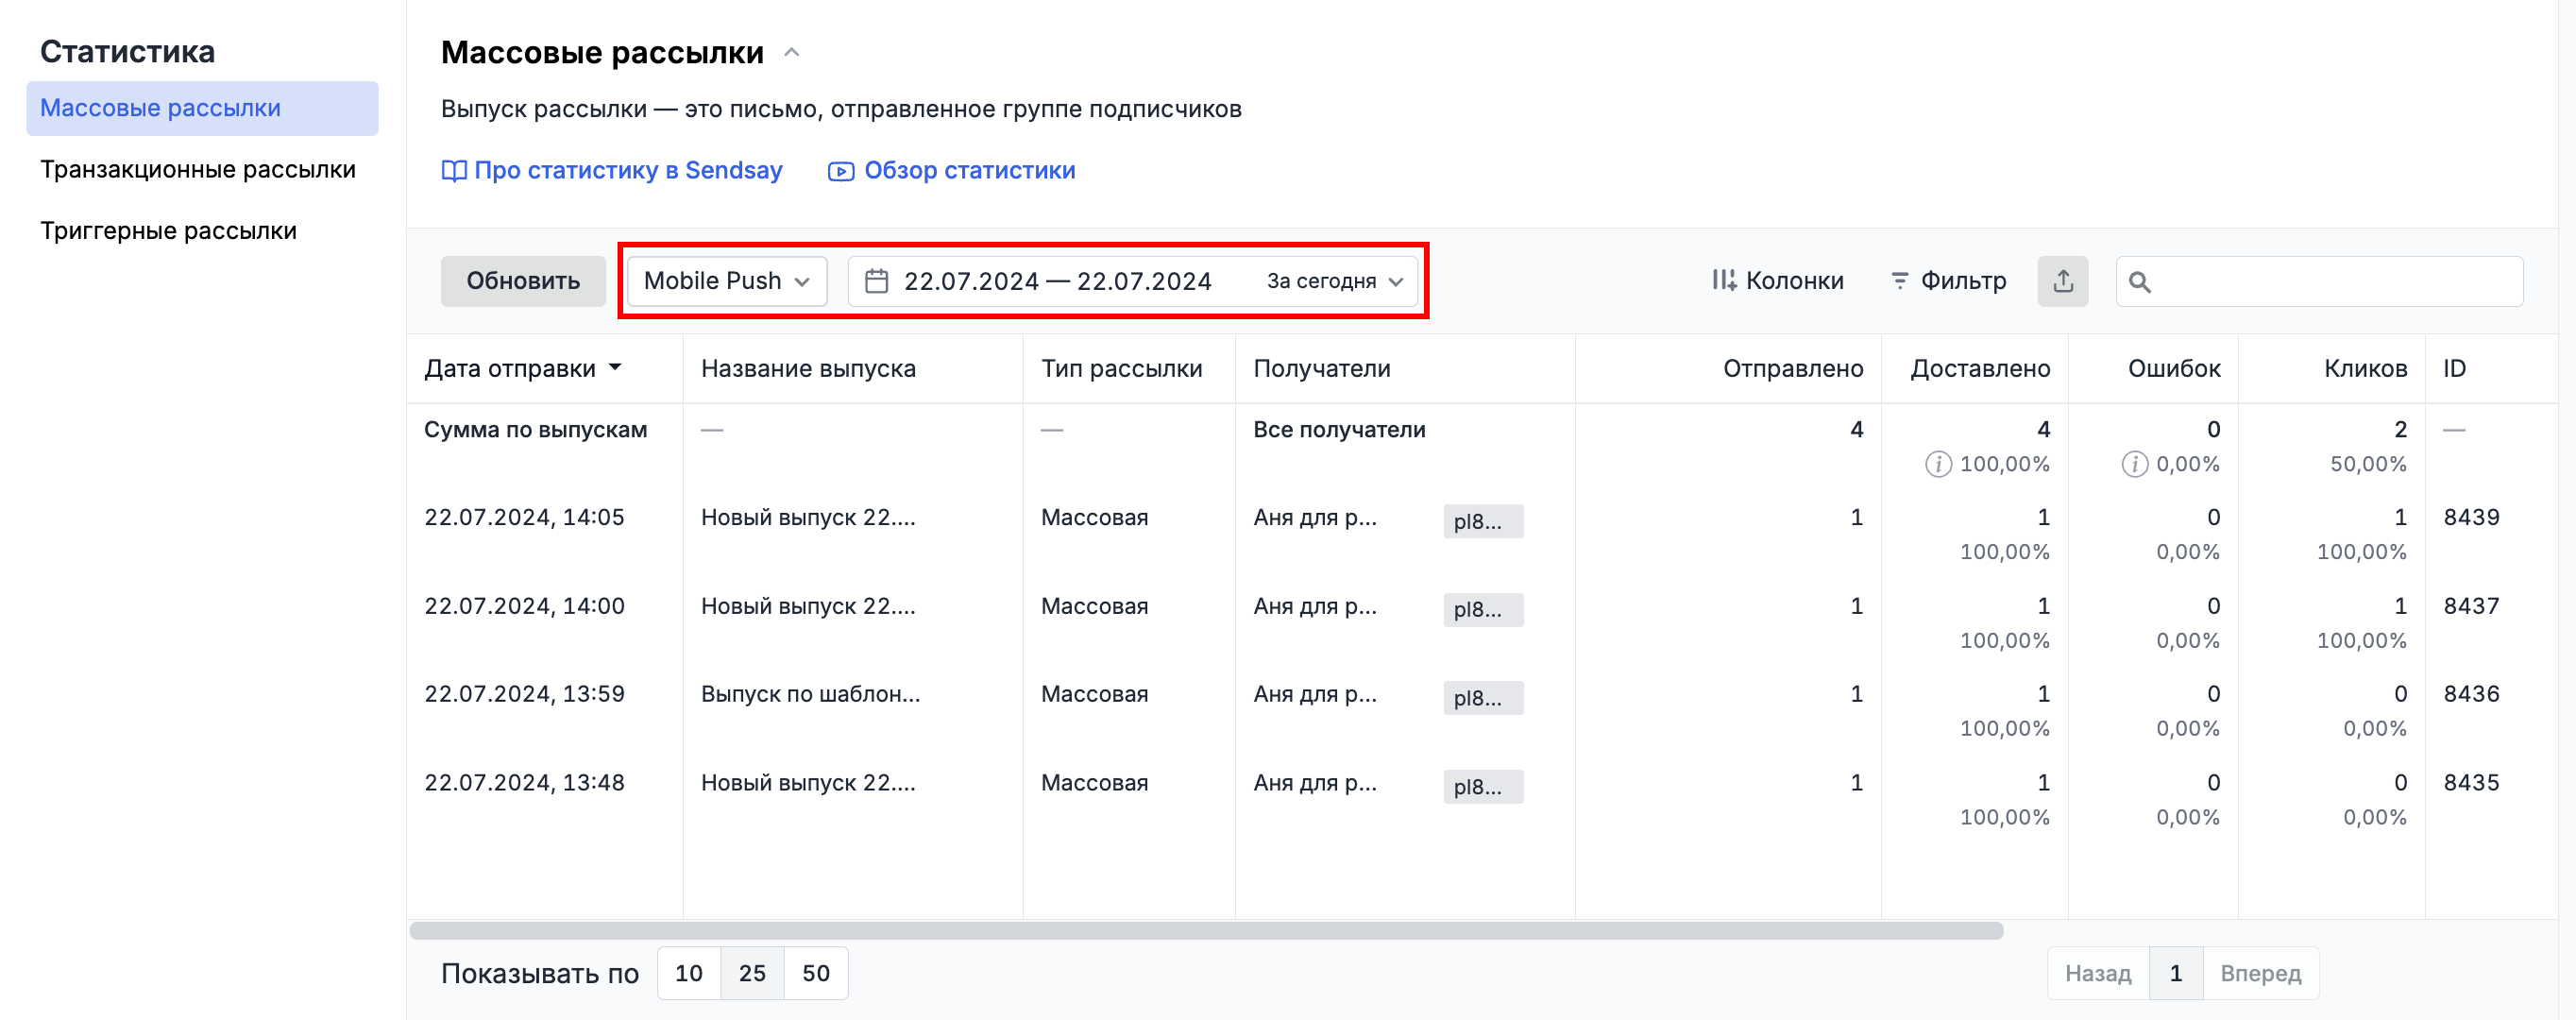 Статистика
Массовые рассылки
Транзакционные рассылки
Триггерные рассылки
Массовые рассылки
Выпуск рассылки — это письмо, отправленное группе подписчиков
Про статистику в Sendsay Обзор статистики
Обновить Mobile Push 22.07.2024 — 22.07.2024 За сегодня Колонки Фильтр
Дата отправки Название выпуска Тип рассылки Получатели Отправлено Доставлено Ошибок Кликов ID
Сумма по выпускам — — Все получатели 4 4 0 2 —
100,00% 0,00% 50,00%
22.07.2024, 14:05 Новый выпуск 22.... Массовая Аня для р... pl8... 1 1 0 1 8439
100,00% 0,00% 100,00%
22.07.2024, 14:00 Новый выпуск 22.... Массовая Аня для р... pl8... 1 1 0 1 8437
100,00% 0,00% 100,00%
22.07.2024, 13:59 Выпуск по шаблон... Массовая Аня для р... pl8... 1 1 0 0 8436
100,00% 0,00% 0,00%
22.07.2024, 13:48 Новый выпуск 22.... Массовая Аня для р... pl8... 1 1 0 0 8435
100,00% 0,00% 0,00%
Показывать по 10 25 50 Назад 1 Вперед